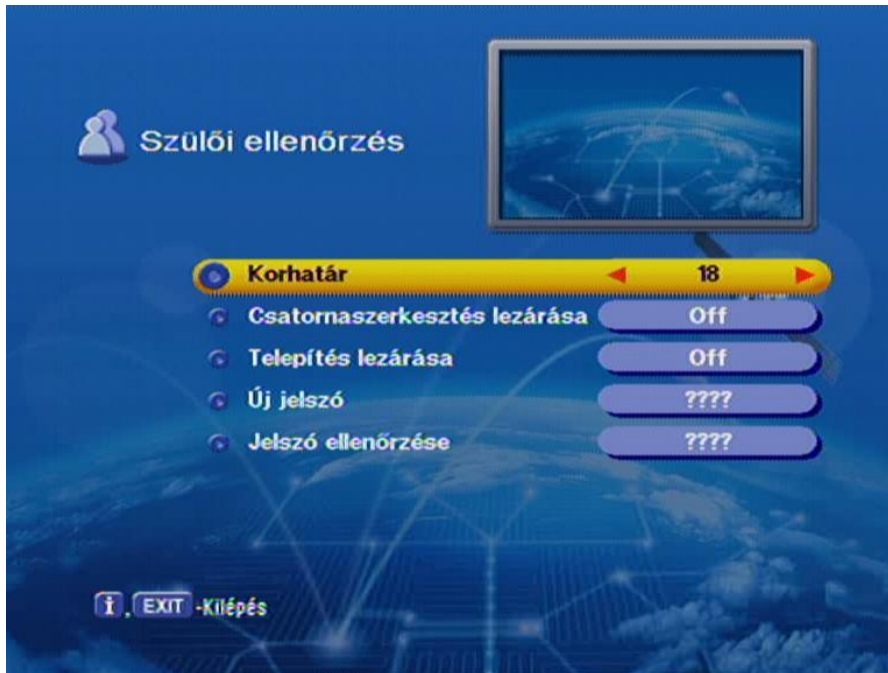 Szülői ellenőrzés
Korhatár 18
Csatornaszerkesztés lezárása Off
Telepítés lezárása Off
Új jelszó ????
Jelszó ellenőrzése ????
i, EXIT -Kilépés